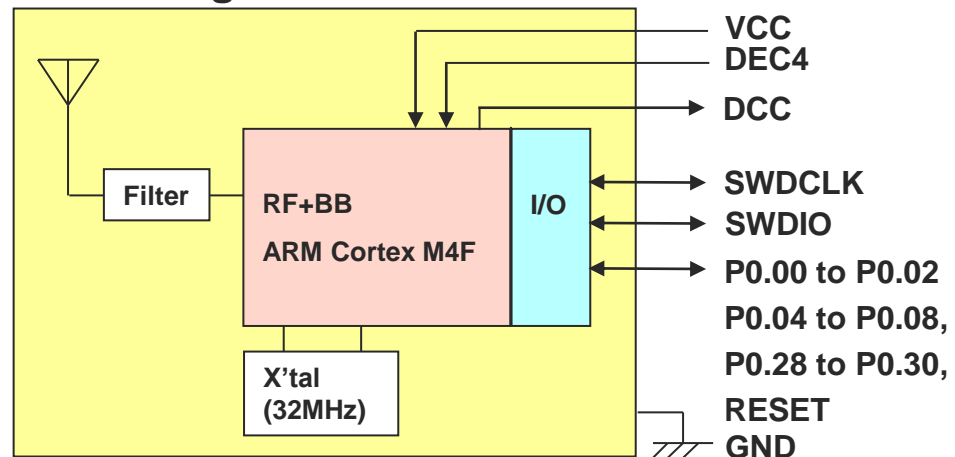 VCC
DEC4
DCC
Filter
RF+BB
ARM Cortex M4F
I/O
SWDCLK
SWDIO
P0.00 to P0.02
P0.04 to P0.08,
P0.28 to P0.30,
RESET
GND
X'tal
(32MHz)